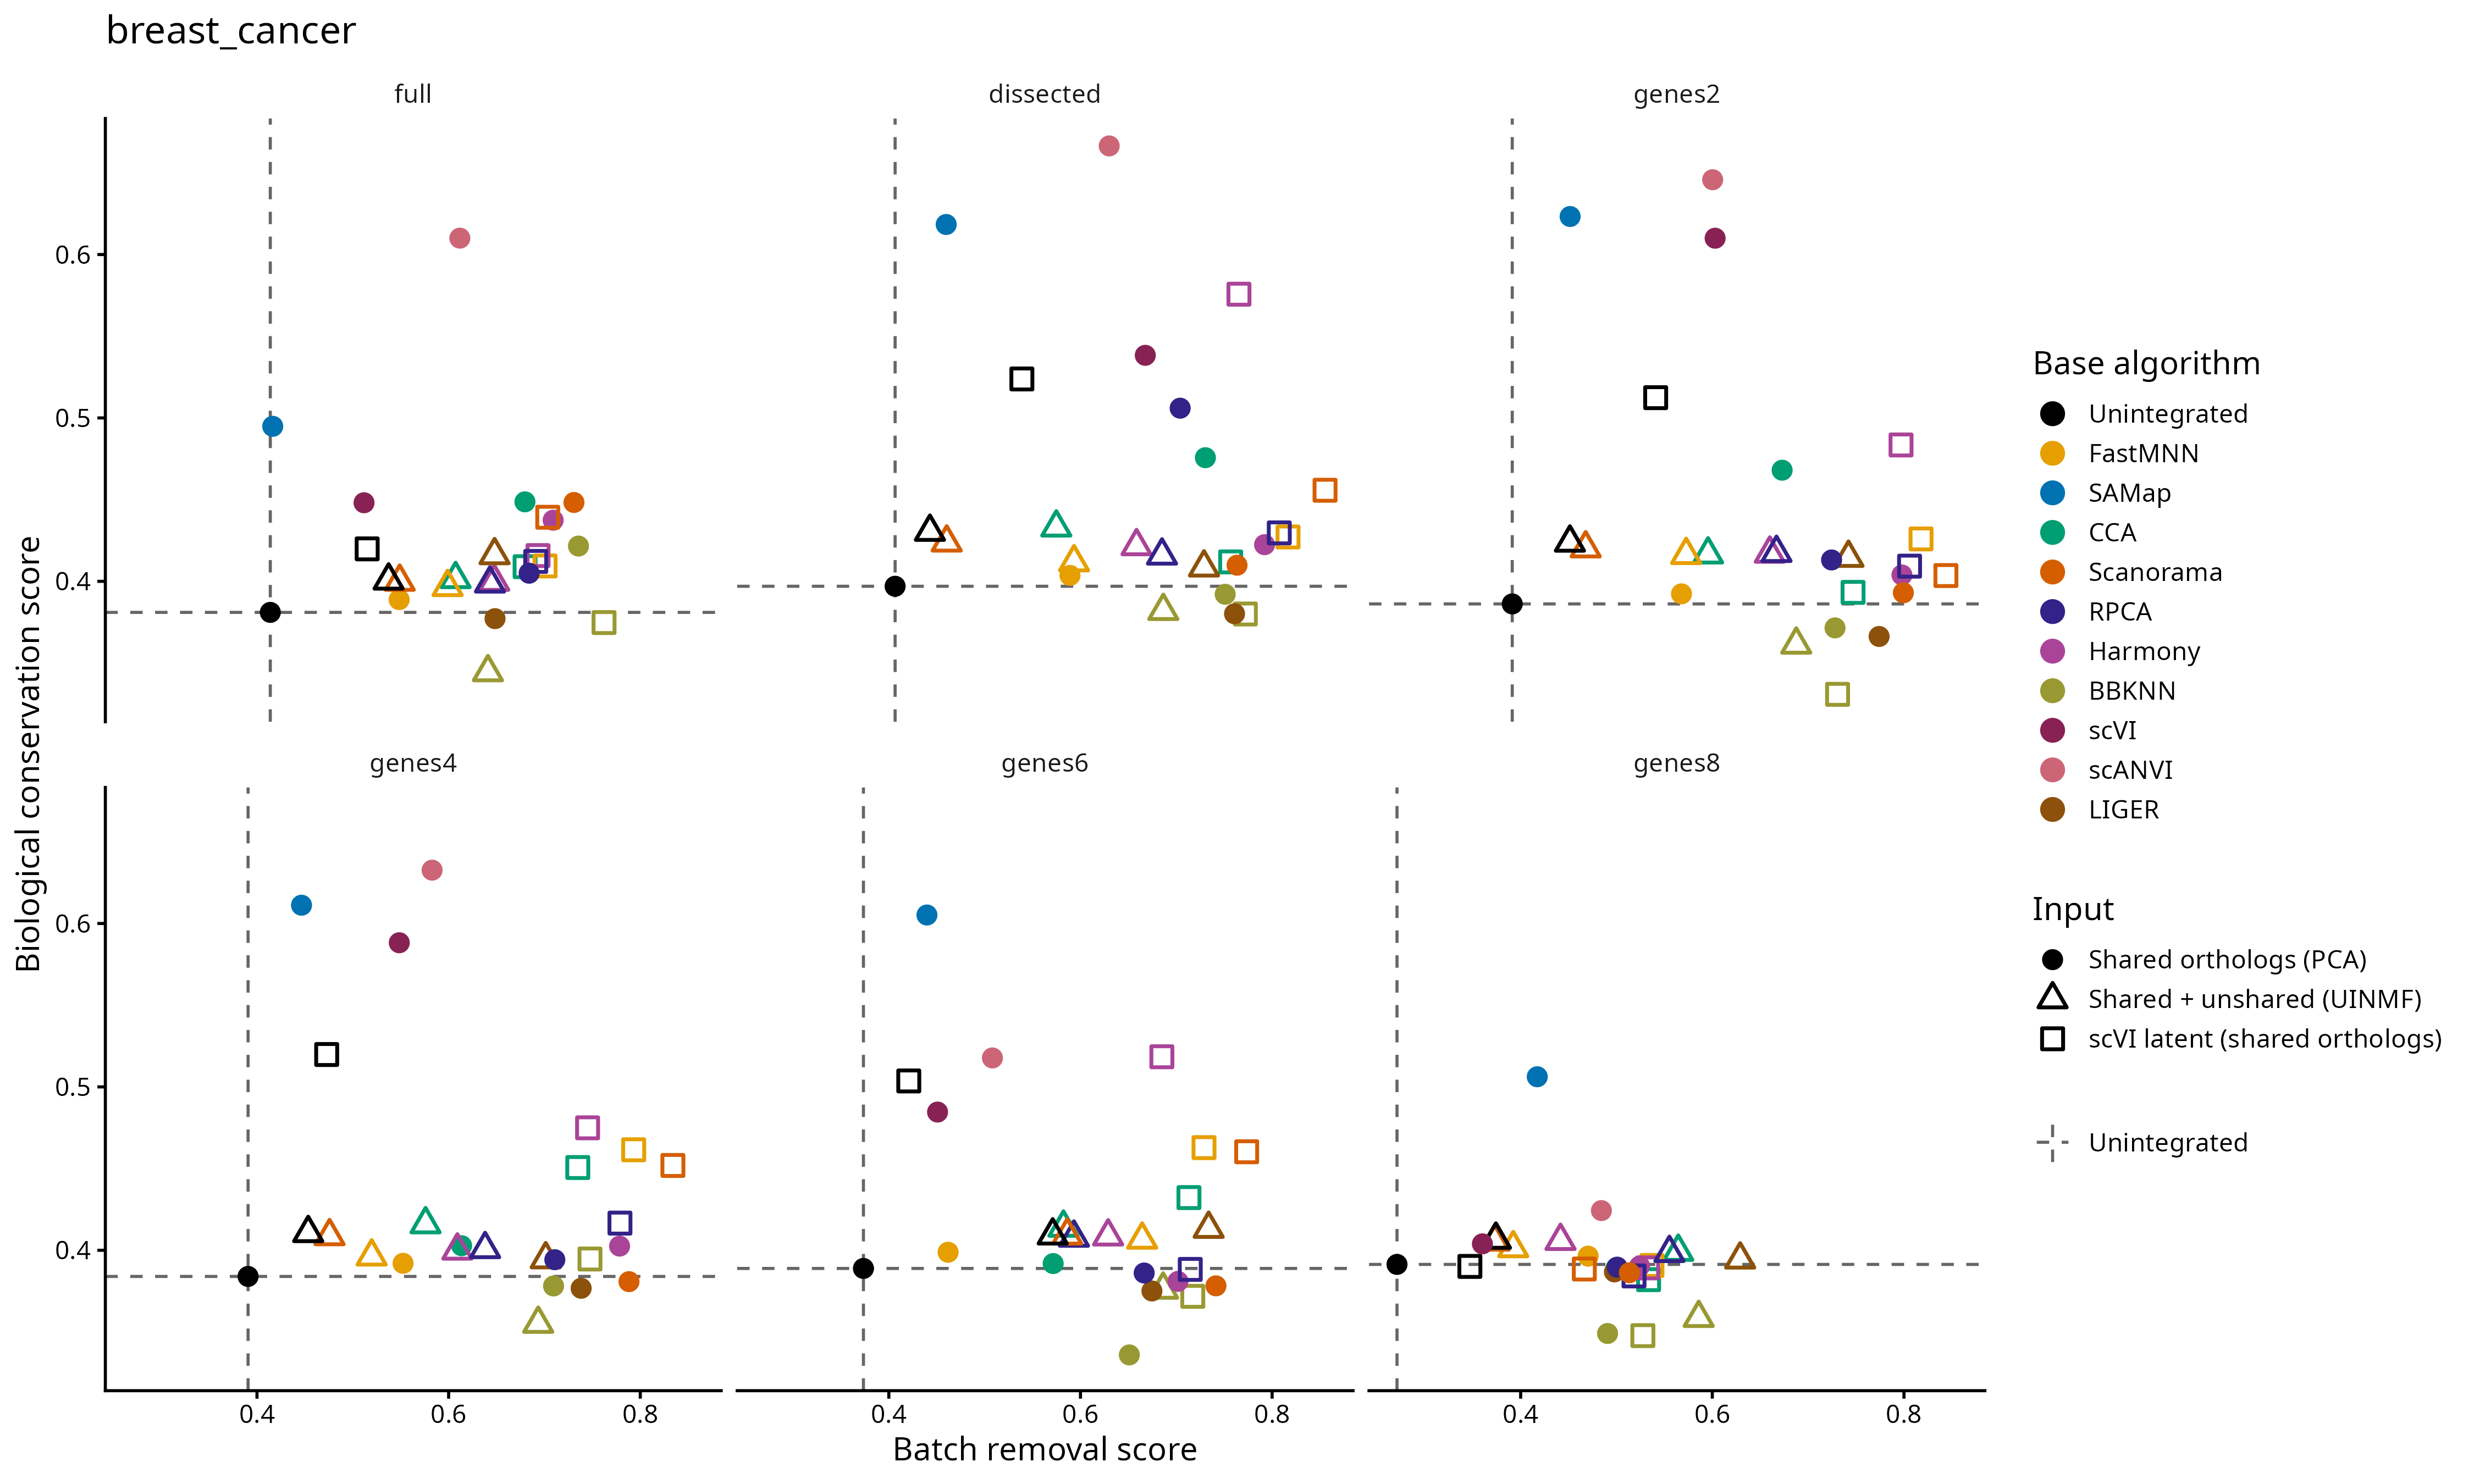 breast_cancer
full
dissected
genes2
0.6
0.5
0.4
genes4
genes6
genes8
0.6
0.5
0.4
0.4 0.6 0.8
0.4 0.6 0.8
0.4 0.6 0.8
Batch removal score
Biological conservation score
Base algorithm
Unintegrated
FastMNN
SAMap
CCA
Scanorama
RPCA
Harmony
BBKNN
scVI
scANVI
LIGER
Input
Shared orthologs (PCA)
Shared + unshared (UINMF)
scVI latent (shared orthologs)
Unintegrated